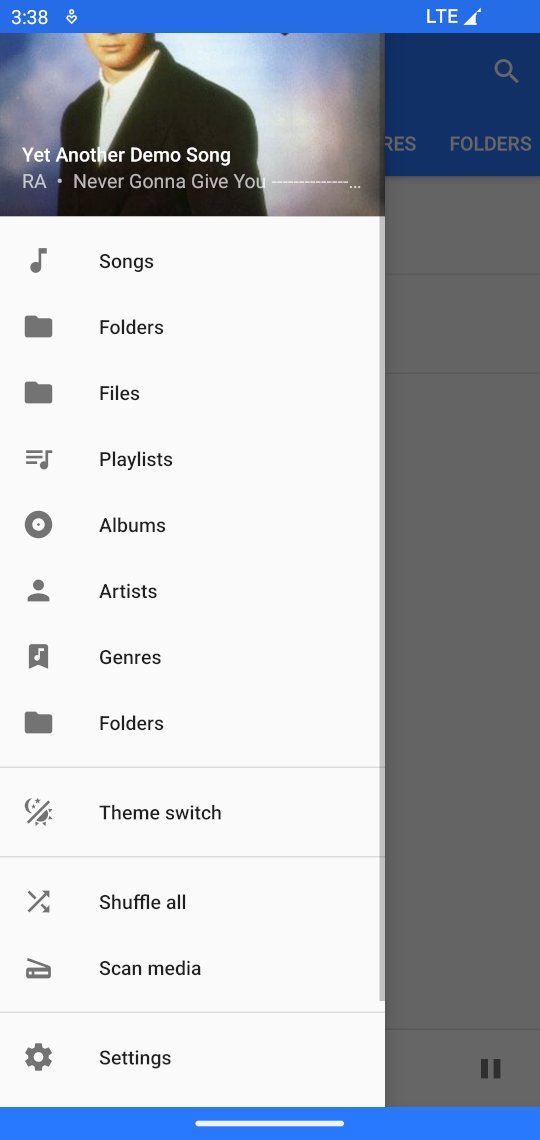 3:38
LTE
Yet Another Demo Song
RA • Never Gonna Give You --------------...
RES FOLDERS
Songs
Folders
Files
Playlists
Albums
Artists
Genres
Folders
Theme switch
Shuffle all
Scan media
Settings